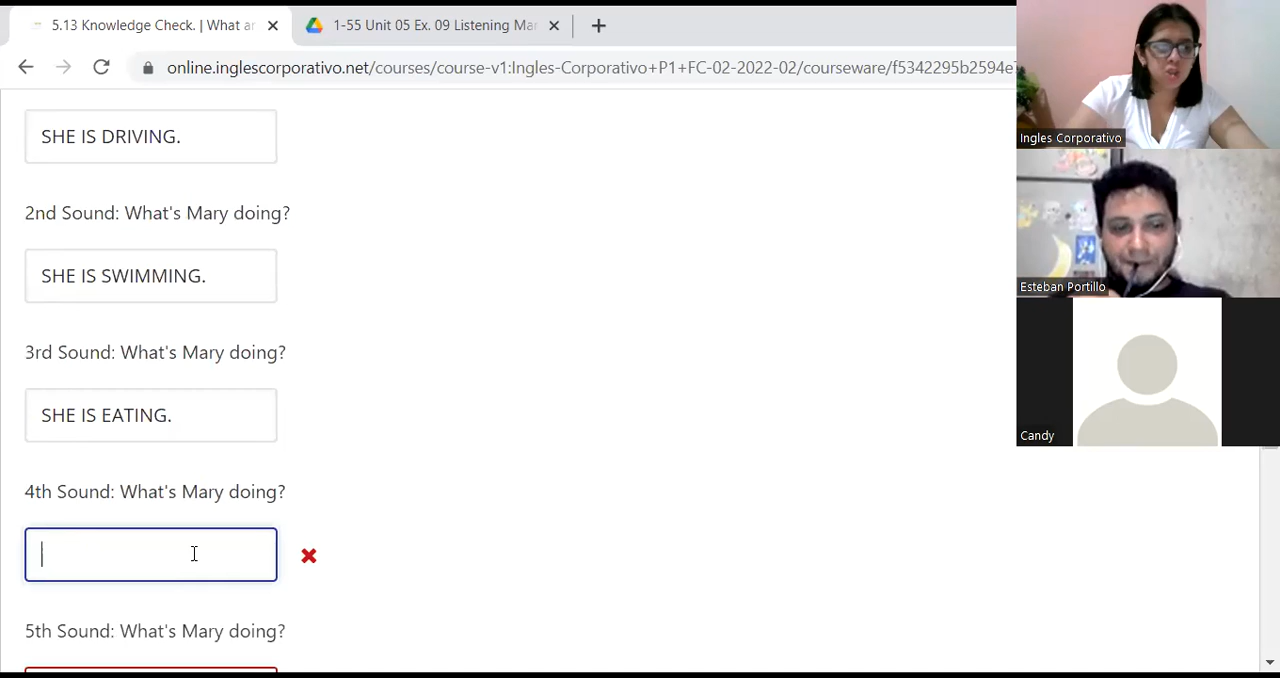 5.13 Knowledge Check. | What ar
1-55 Unit 05 Ex. 09 Listening Mar
online.inglescorporativo.net/courses/course-v1:Ingles-Corporativo+P1+FC-02-2022-02/courseware/f5342295b2594e
SHE IS DRIVING.
2nd Sound: What's Mary doing?
SHE IS SWIMMING.
3rd Sound: What's Mary doing?
SHE IS EATING.
4th Sound: What's Mary doing?
5th Sound: What's Mary doing?
Ingles Corporativo
Esteban Portillo
Candy